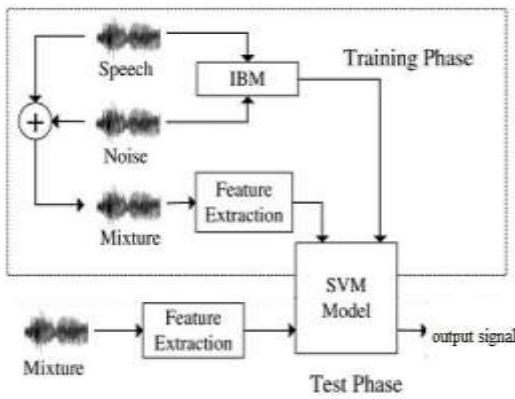 Speech
IBM
Training Phase
+
Noise
Mixture
Feature
Extraction
SVM
Model
Mixture
Feature
Extraction
output signal
Test Phase